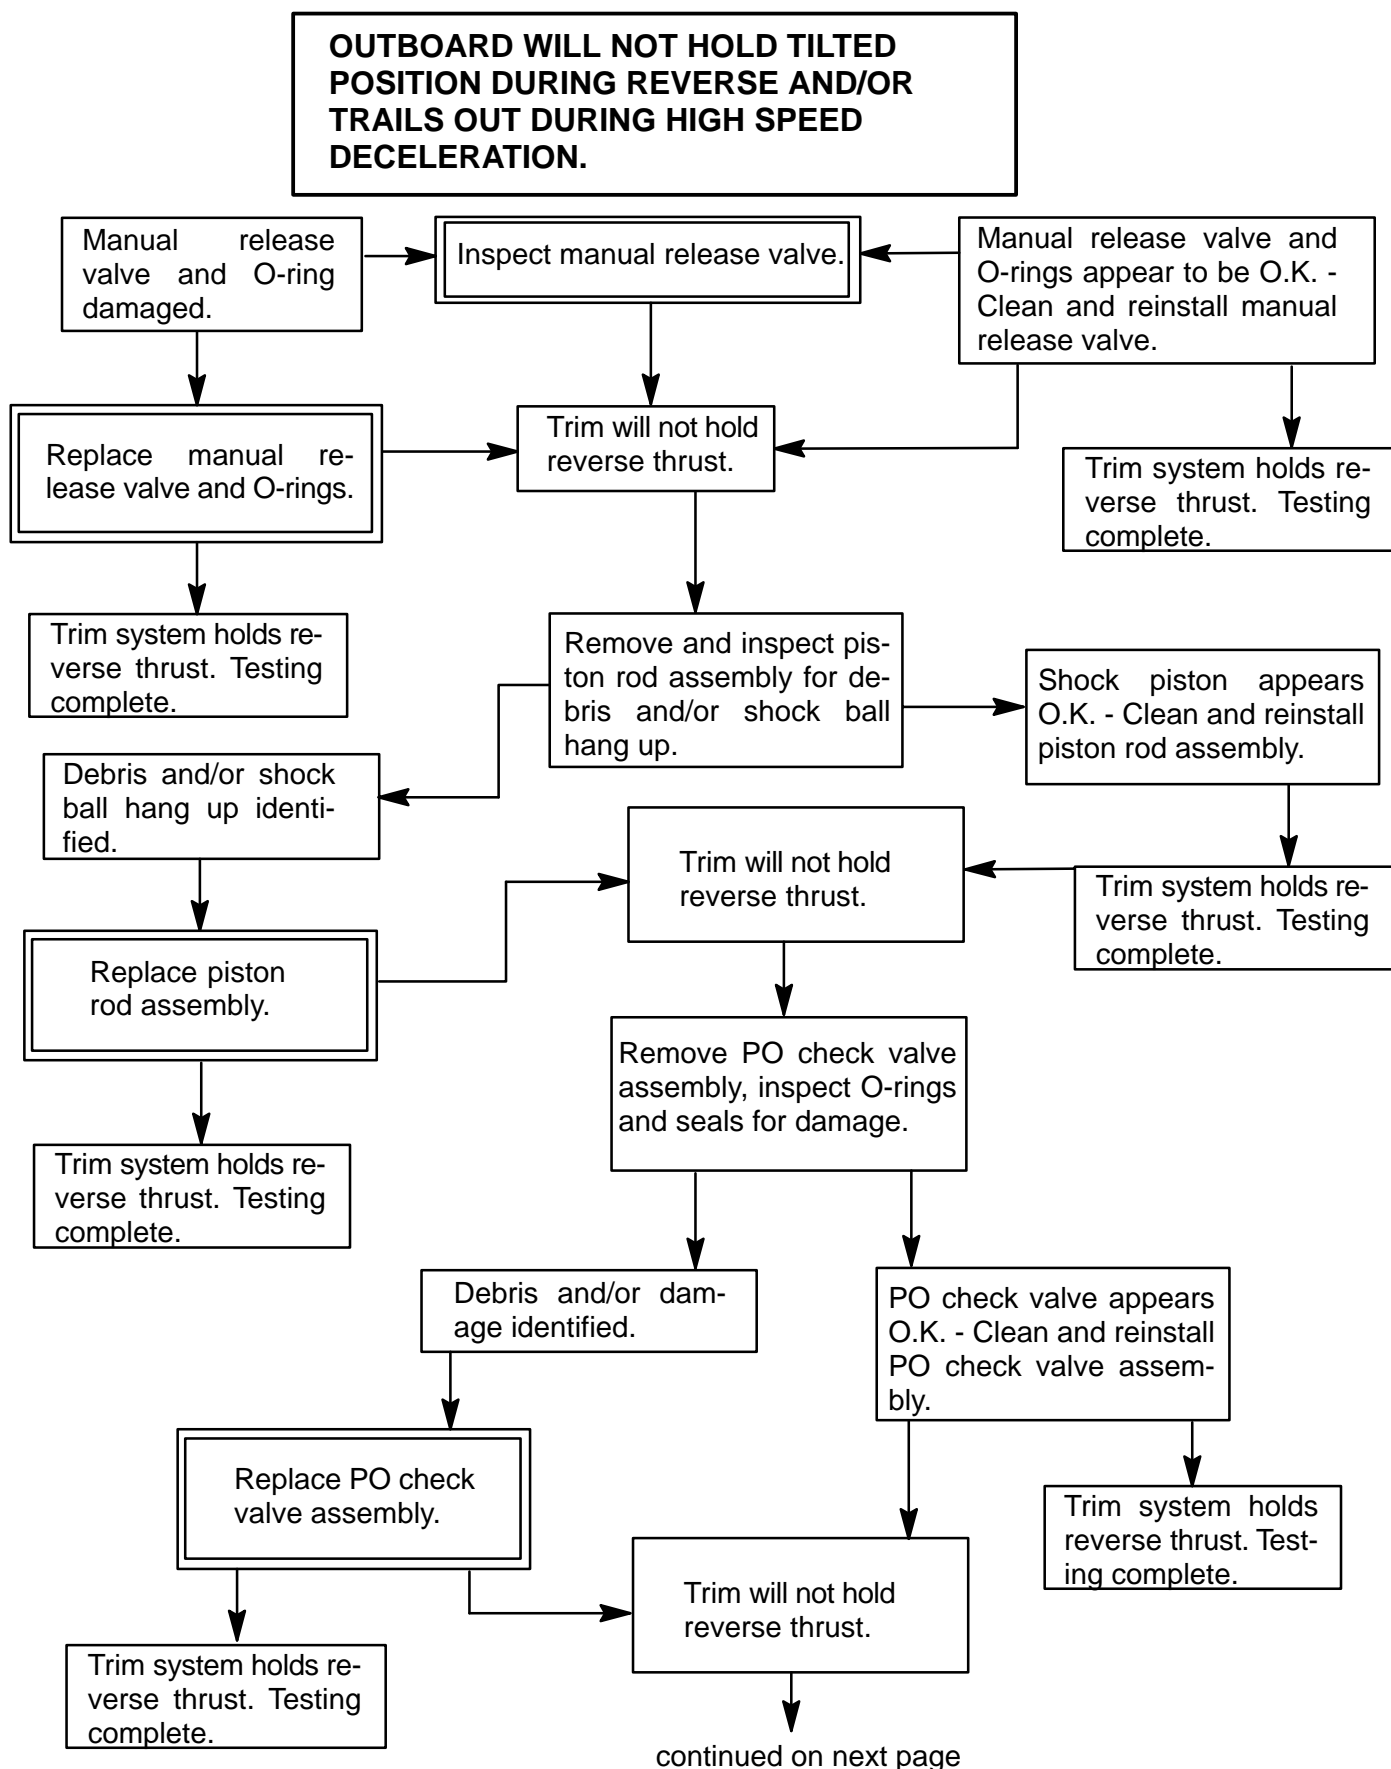 OUTBOARD WILL NOT HOLD TILTED
POSITION DURING REVERSE AND/OR
TRAILS OUT DURING HIGH SPEED
DECELERATION.
Manual release
valve and O-ring
damaged.
Inspect manual release valve.
Manual release valve and
O-rings appear to be O.K. -
Clean and reinstall manual
release valve.
Replace manual re-
lease valve and O-rings.
Trim will not hold
reverse thrust.
Trim system holds re-
verse thrust. Testing
complete.
Trim system holds re-
verse thrust. Testing
complete.
Remove and inspect pis-
ton rod assembly for de-
bris and/or shock ball
hang up.
Shock piston appears
O.K. - Clean and reinstall
piston rod assembly.
Debris and/or shock
ball hang up identi-
fied.
Trim will not hold
reverse thrust.
Trim system holds re-
verse thrust. Testing
complete.
Replace piston
rod assembly.
Remove PO check valve
assembly, inspect O-rings
and seals for damage.
Trim system holds re-
verse thrust. Testing
complete.
Debris and/or dam-
age identified.
PO check valve appears
O.K. - Clean and reinstall
PO check valve assem-
bly.
Replace PO check
valve assembly.
Trim system holds
reverse thrust. Test-
ing complete.
Trim will not hold
reverse thrust.
Trim system holds re-
verse thrust. Testing
complete.
continued on next page